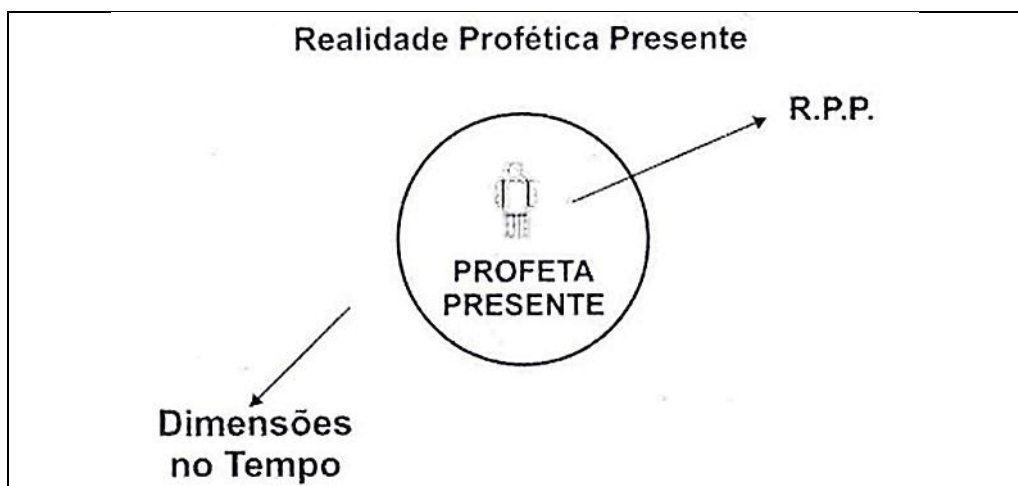 Realidade Profética Presente
R.P.P.
PROFETA
PRESENTE
Dimensões
no Tempo